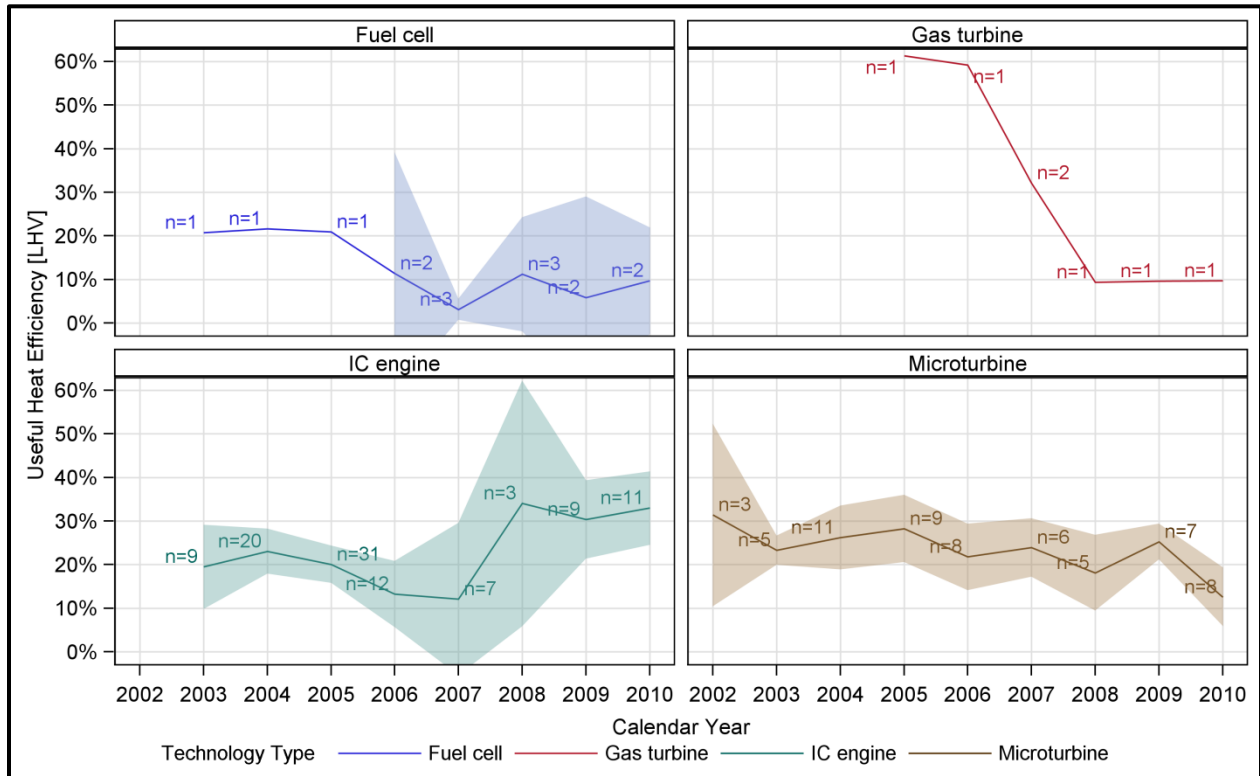 Fuel cell
Gas turbine
60%
50%
40%
30%
20%
10%
0%
n=1
n=1
n=1
n=2
n=3
n=3
n=2
n=2
n=1
n=1
n=2
n=1
n=1
n=1
IC engine
Microturbine
60%
50%
40%
30%
20%
10%
0%
n=9
n=20
n=31
n=12
n=7
n=3
n=9
n=11
n=3
n=5
n=11
n=9
n=8
n=6
n=5
n=7
n=8
Useful Heat Efficiency [LHV]
2002 2003 2004 2005 2006 2007 2008 2009 2010 2002 2003 2004 2005 2006 2007 2008 2009 2010
Calendar Year
Technology Type Fuel cell Gas turbine IC engine Microturbine